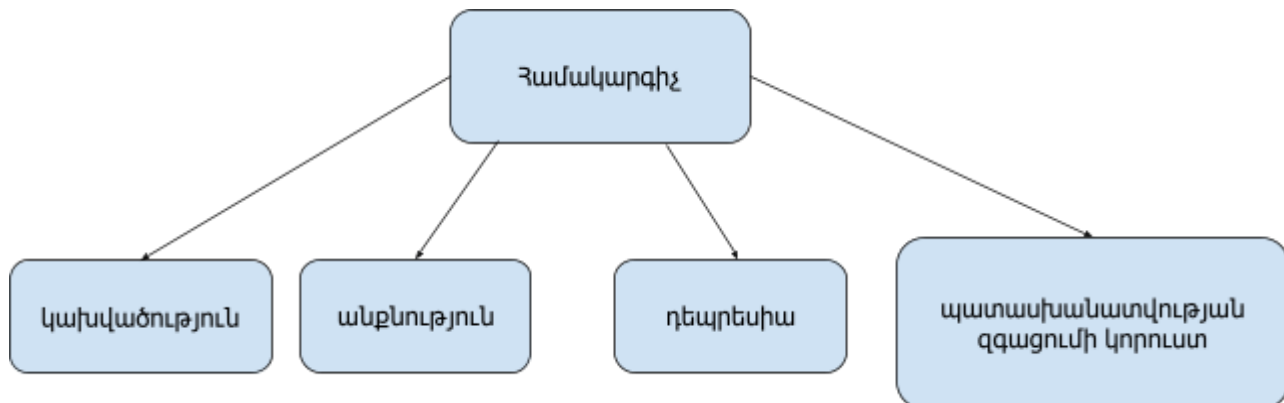 Համակարգիչ
կախվածություն
անքնություն
դեպրեսիա
պատասխանատվության
զգացումի կորուստ